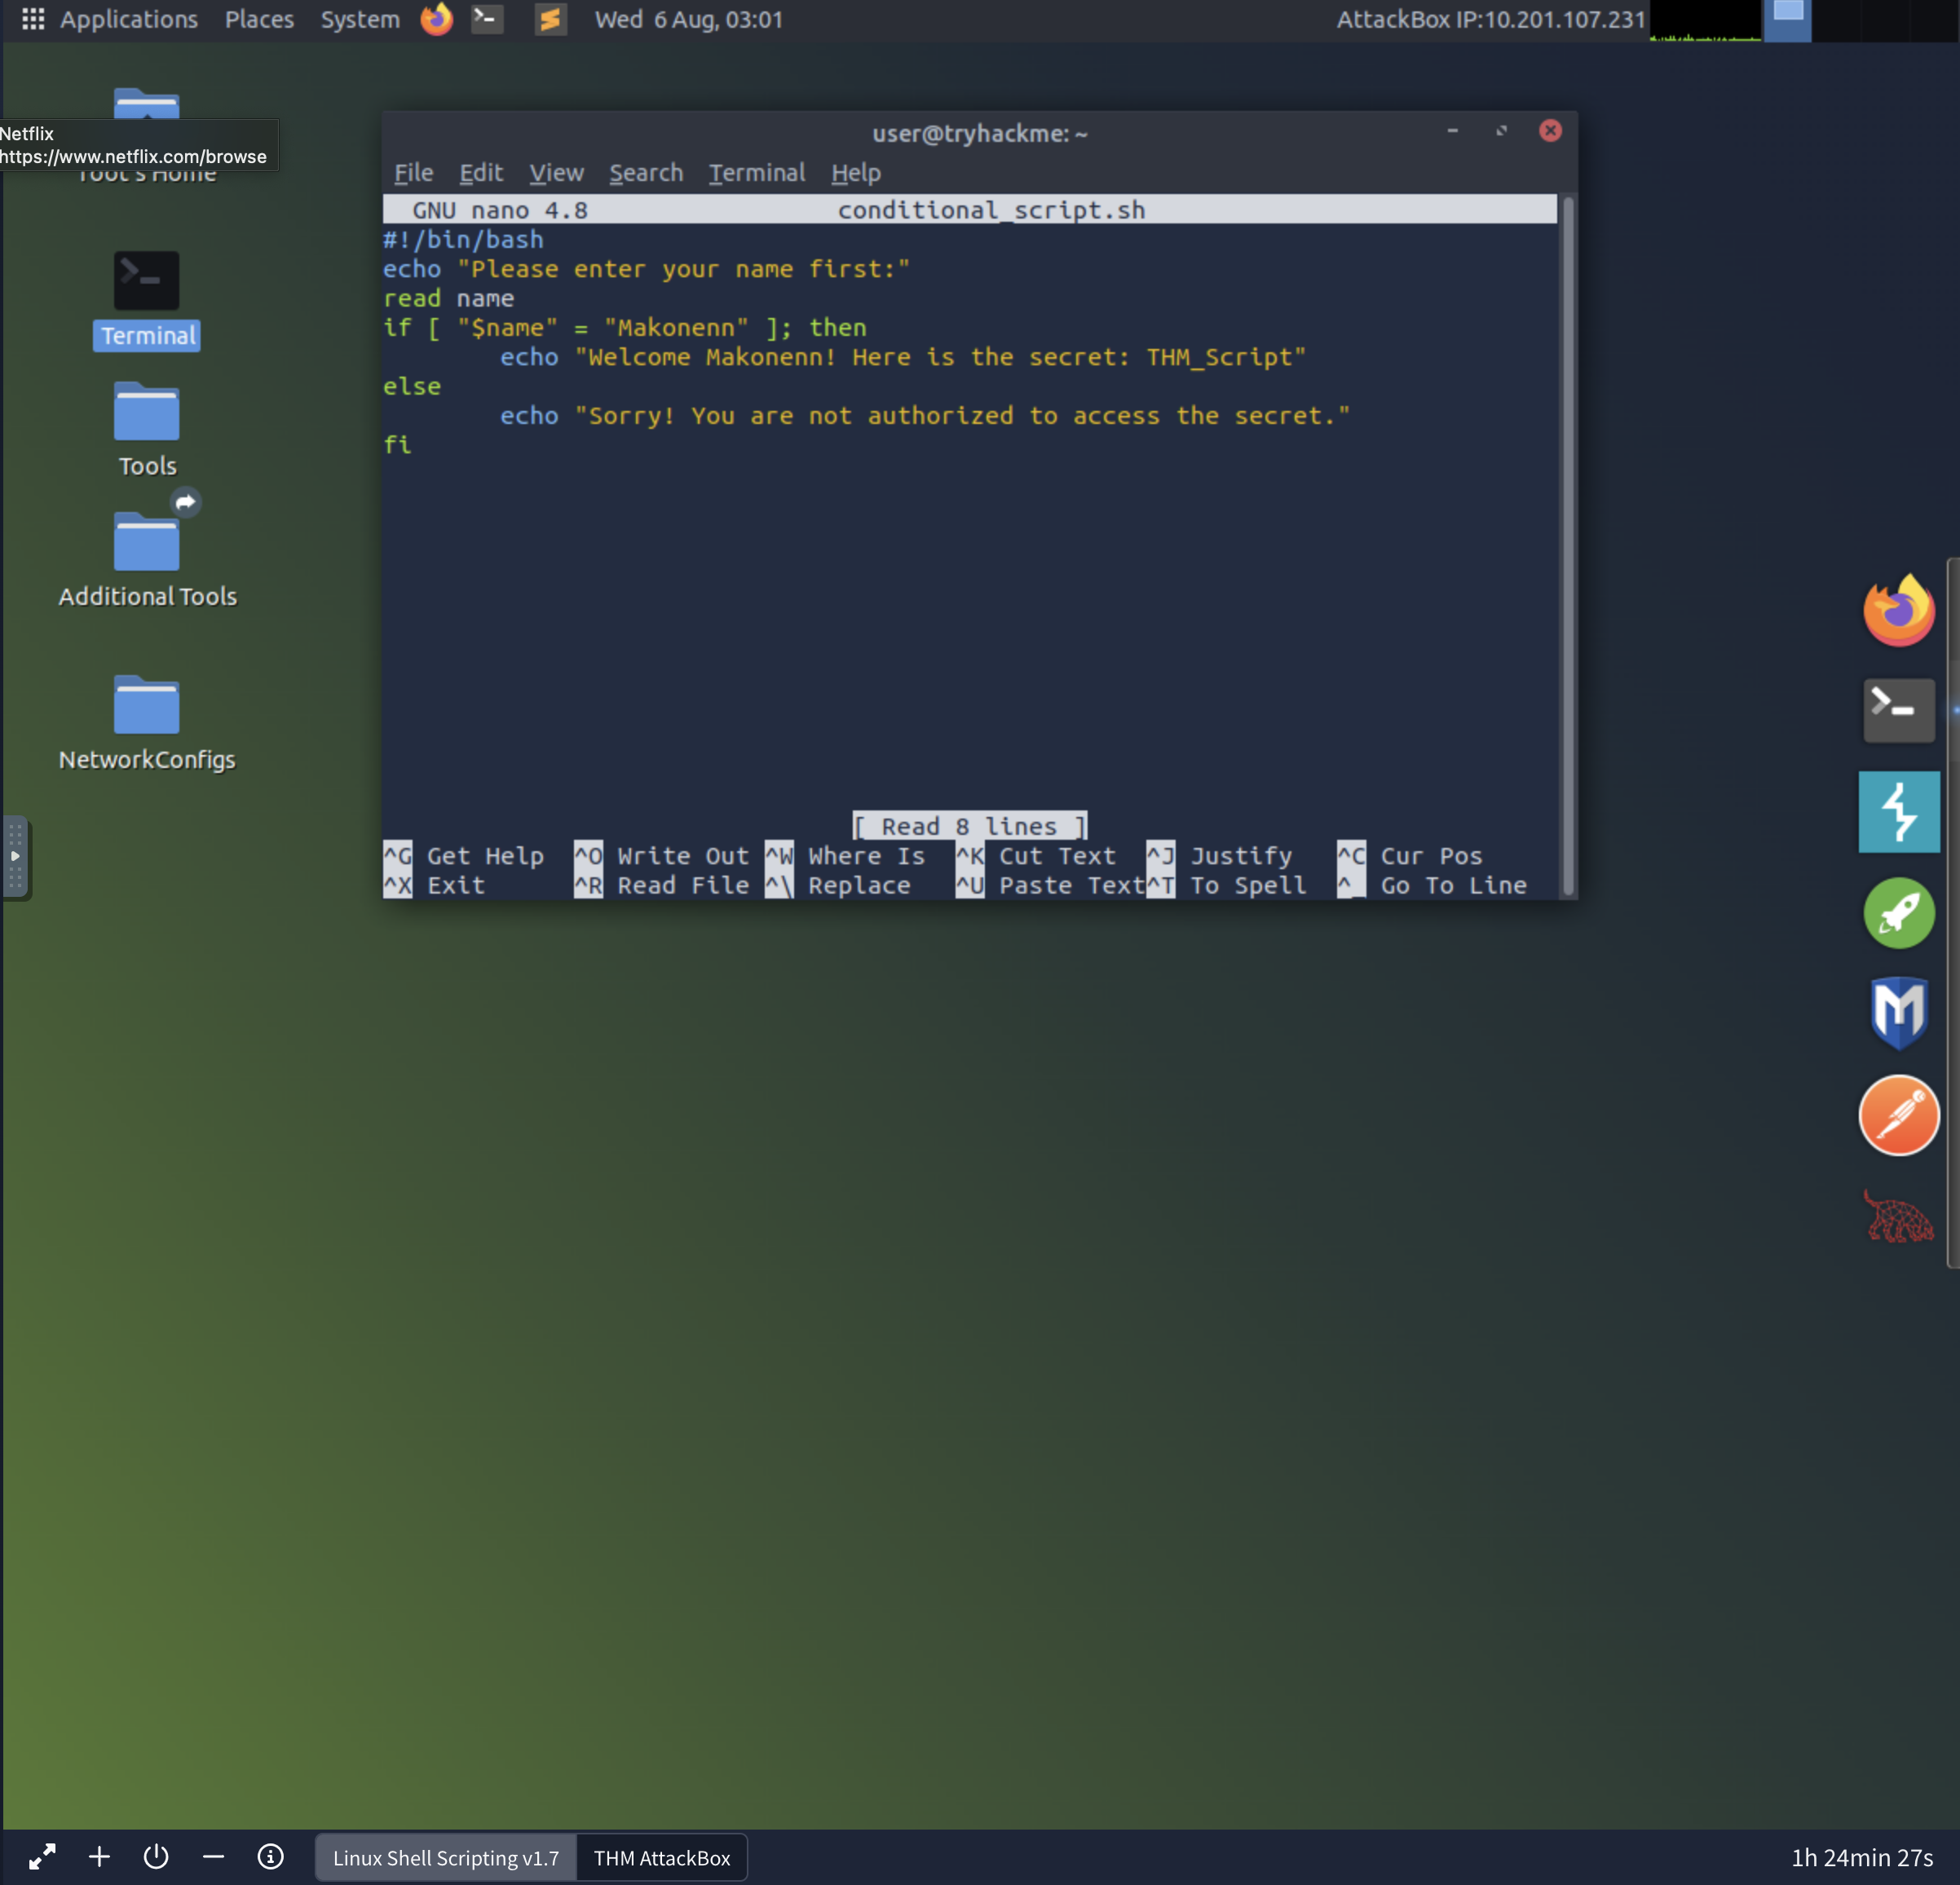 Applications Places System Wed 6 Aug, 03:01 AttackBox IP:10.201.107.231
Netflix
https://www.netflix.com/browse
root's Home
Terminal
Tools
Additional Tools
NetworkConfigs
user@tryhackme: ~
File Edit View Search Terminal Help
GNU nano 4.8 conditional_script.sh
#!/bin/bash
echo "Please enter your name first:"
read name
if [ "$name" = "Makonenn" ]; then
        echo "Welcome Makonenn! Here is the secret: THM_Script"
else
        echo "Sorry! You are not authorized to access the secret."
fi
[ Read 8 lines ]
^G Get Help ^O Write Out ^W Where Is ^K Cut Text ^J Justify ^C Cur Pos
^X Exit ^R Read File ^\ Replace ^U Paste Text ^T To Spell ^_ Go To Line
Linux Shell Scripting v1.7 THM AttackBox 1h 24min 27s